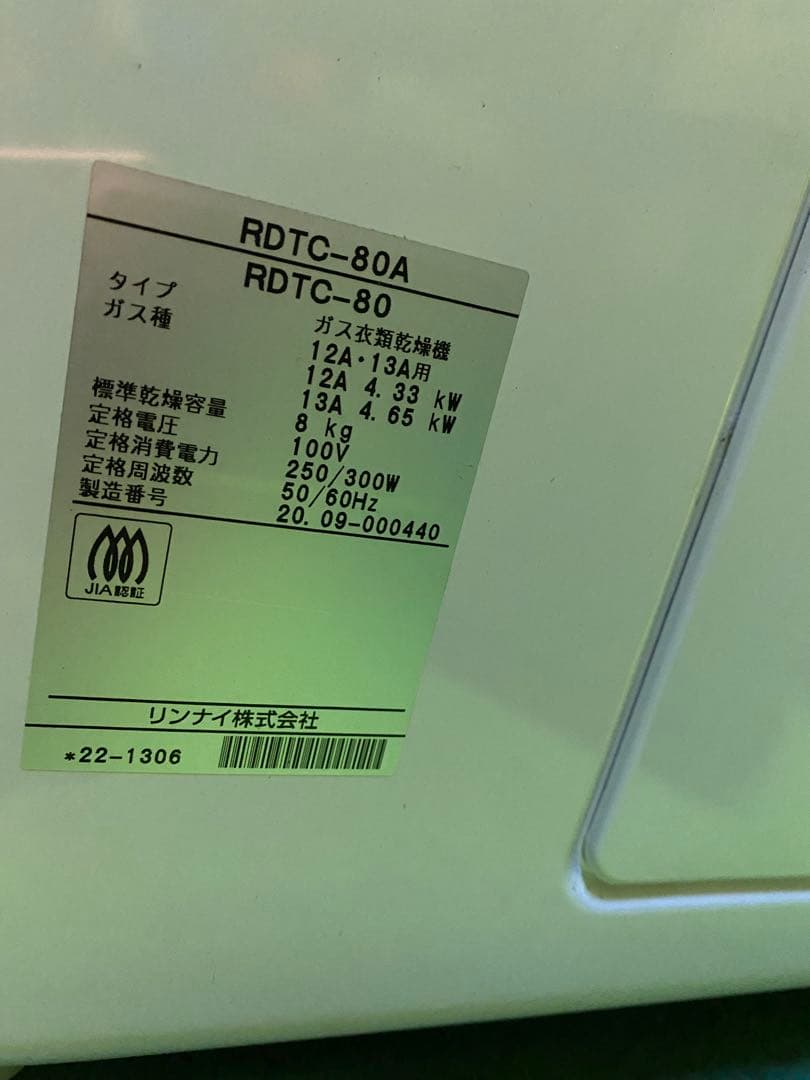 RDTC-80A
タイプ RDTC-80
ガス種 ガス衣類乾燥機
12A・13A用
12A 4.33 kW
13A 4.65 kW
標準乾燥容量 8 kg
定格電圧 100V
定格消費電力 250/300W
定格周波数 50/60Hz
製造番号 20.09-000440
JIA認証
リンナイ株式会社
*22-1306